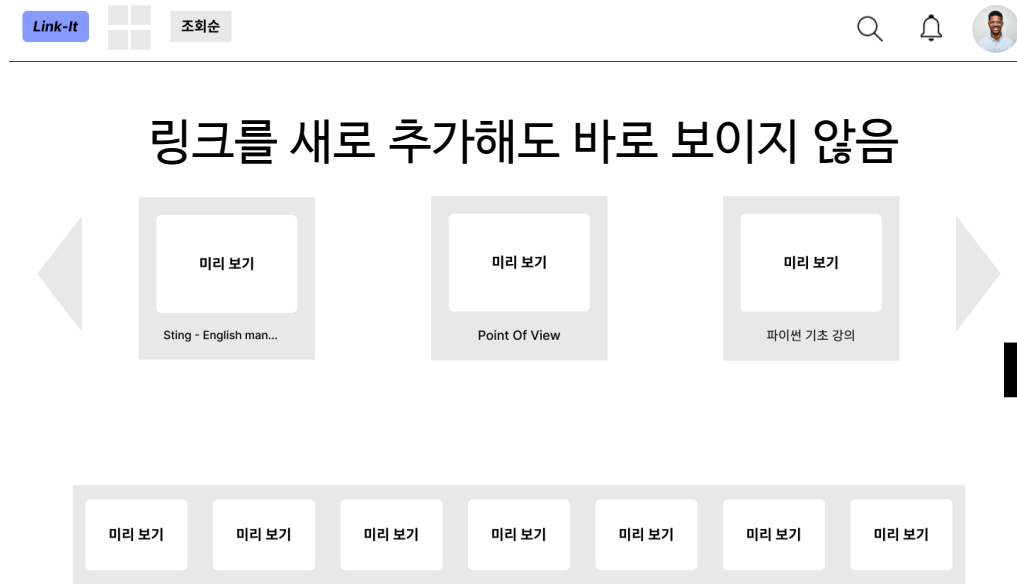 Link-It
조회순
링크를 새로 추가해도 바로 보이지 않음
미리 보기 미리 보기 미리 보기
Sting - English man... Point Of View 파이썬 기초 강의
미리 보기 미리 보기 미리 보기 미리 보기 미리 보기 미리 보기 미리 보기